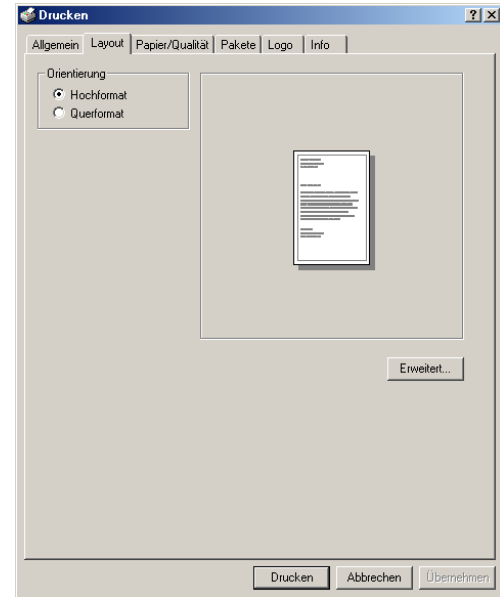 Drucken
Allgemein Layout Papier/Qualität Pakete Logo Info
Orientierung
Hochformat
Querformat
Erweitert...
Drucken Abbrechen Übernehmen